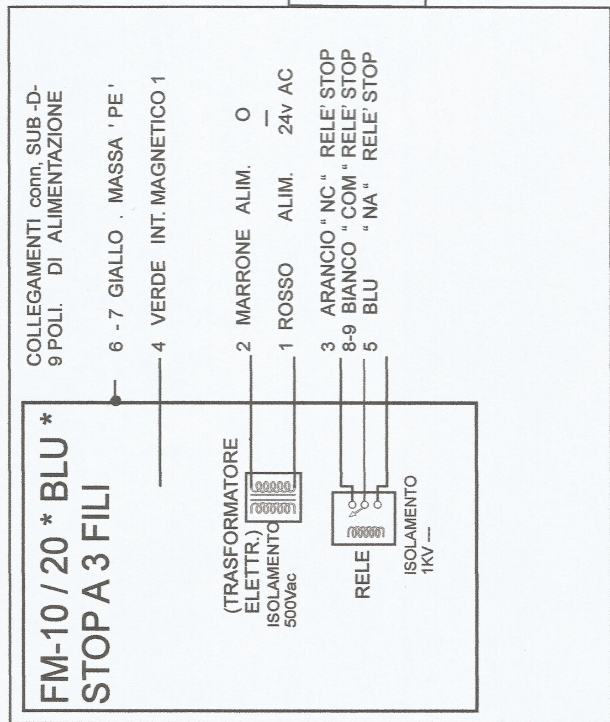 COLLEGAMENTI conn, SUB -D-
9 POLI. DI ALIMENTAZIONE
FM-10 / 20 * BLU *
STOP A 3 FILI
6 - 7 GIALLO . MASSA ' PE '
4 VERDE INT. MAGNETICO 1
(TRASFORMATORE
ELETTR.)
ISOLAMENTO
500Vac
2 MARRONE ALIM. O
1 ROSSO ALIM. 24v AC
RELE
ISOLAMENTO
1KV ---
3 ARANCIO " NC " RELE' STOP
8-9 BIANCO " COM " RELE' STOP
5 BLU " NA " RELE' STOP